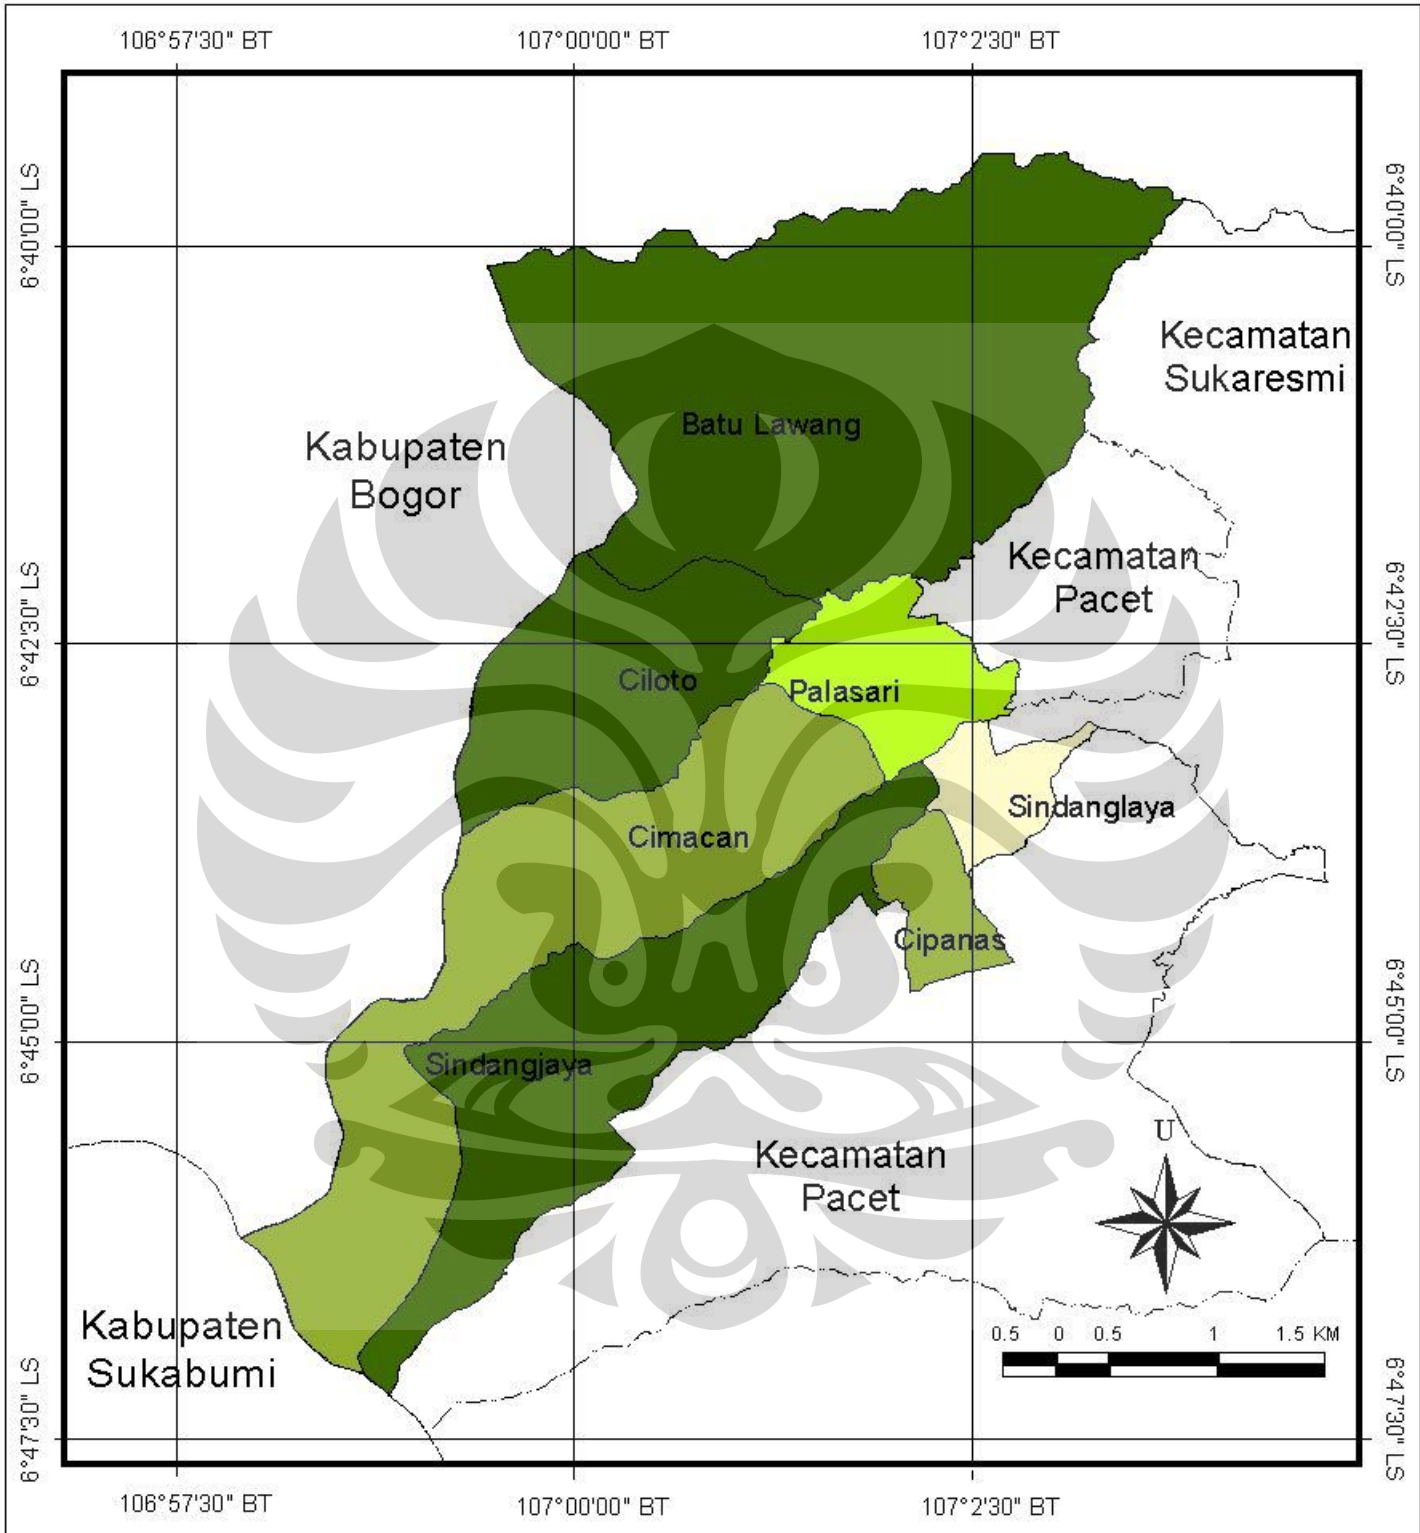 106°57'30" BT
107°00'00" BT
107°2'30" BT
6°40'00" LS
6°40'00" LS
Kecamatan
Sukaresmi
Batu Lawang
Kabupaten
Bogor
Kecamatan
Pacet
6°42'30" LS
6°42'30" LS
Ciloto
Palasari
Sindanglaya
Cimacan
Cipanas
6°45'00" LS
6°45'00" LS
Sindangjaya
U
Kecamatan
Pacet
Kabupaten
Sukabumi
0.5 0 0.5 1 1.5 KM
6°47'30" LS
6°47'30" LS
106°57'30" BT
107°00'00" BT
107°2'30" BT